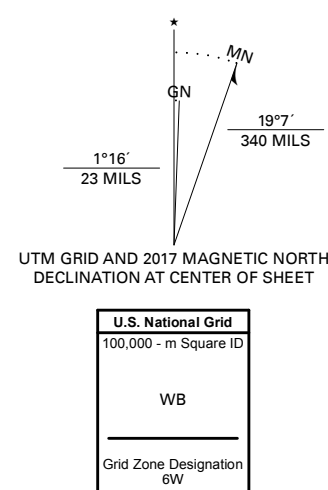 ★
MN
GN
19°7´
340 MILS
1°16´
23 MILS
UTM GRID AND 2017 MAGNETIC NORTH
DECLINATION AT CENTER OF SHEET
U.S. National Grid
100,000 - m Square ID
WB
Grid Zone Designation
6W